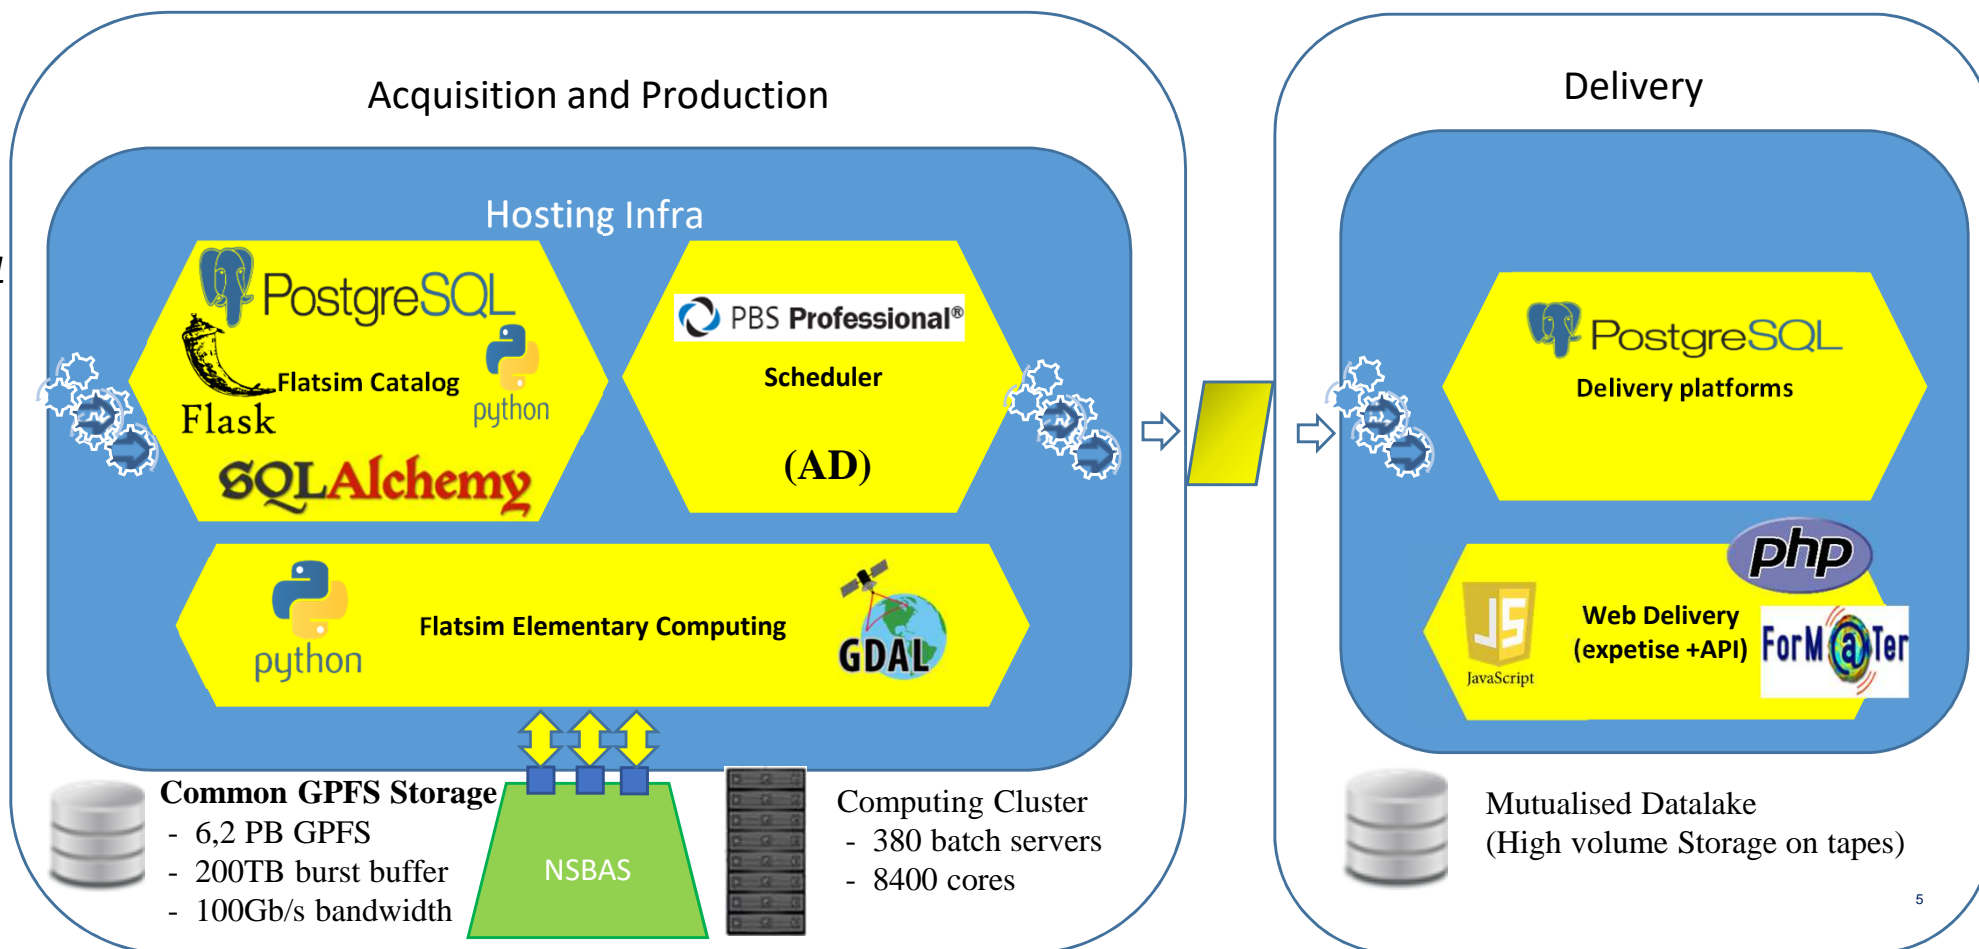 Acquisition and Production
Delivery
Hosting Infra
PostgreSQL
Flask
Flatsim Catalog
python
SQLAlchemy
PBS Professional®
Scheduler
(AD)
python
Flatsim Elementary Computing
GDAL
PostgreSQL
Delivery platforms
php
JS
JavaScript
Web Delivery
(expetise +API)
ForM@Ter
Common GPFS Storage
- 6,2 PB GPFS
- 200TB burst buffer
- 100Gb/s bandwidth
NSBAS
Computing Cluster
- 380 batch servers
- 8400 cores
Mutualised Datalake
(High volume Storage on tapes)
5